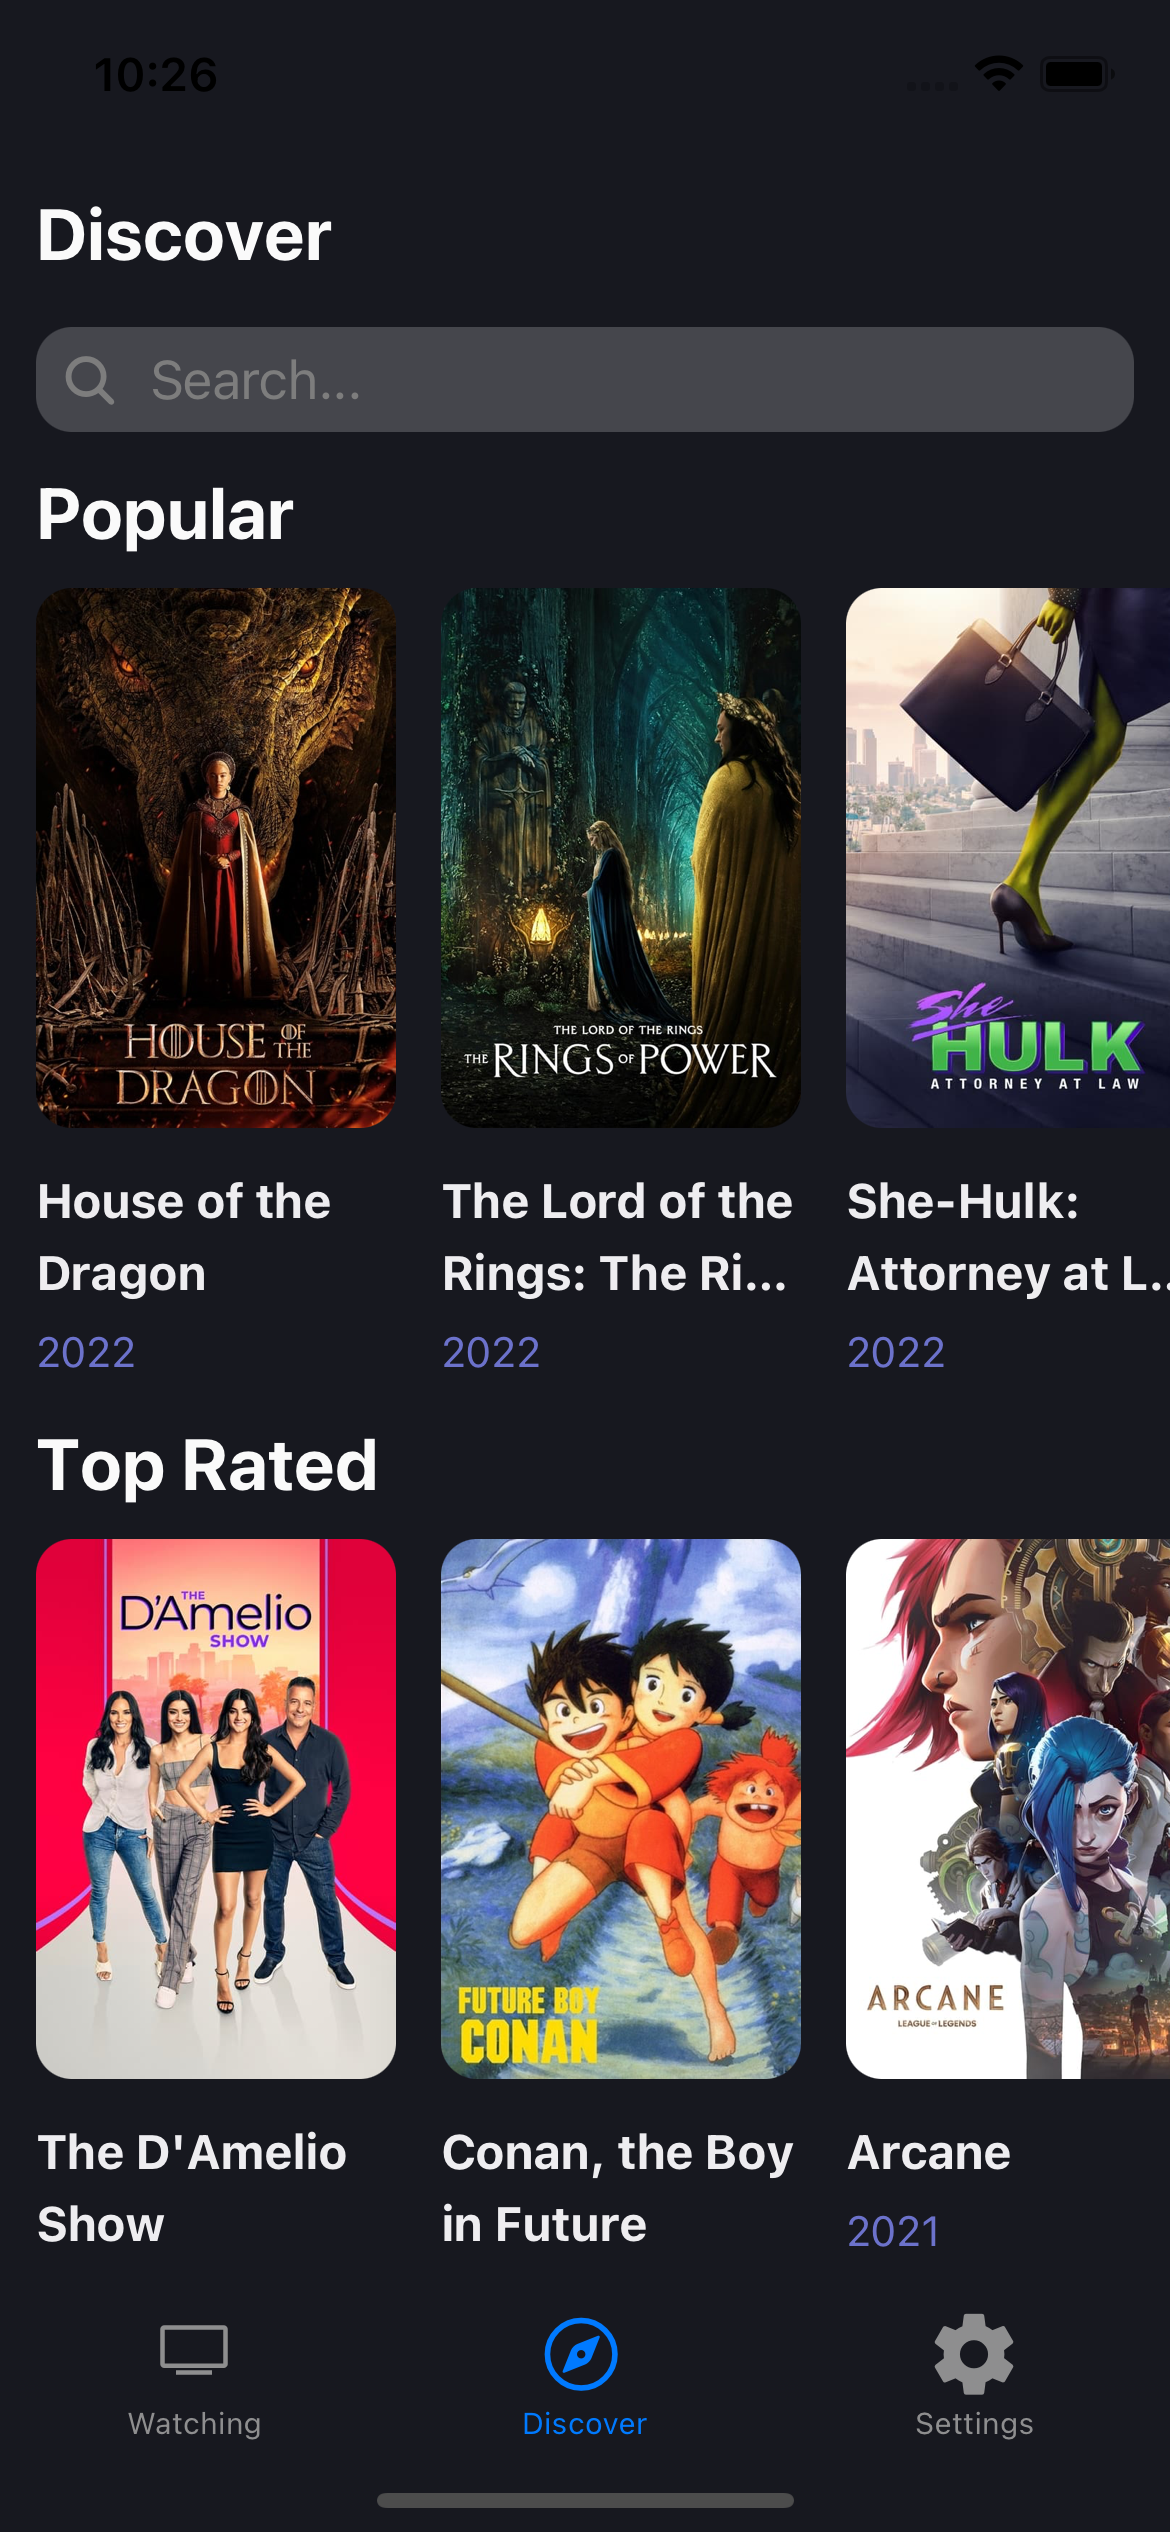 10:26
Discover
Search...
Popular
HOUSE OF THE
DRAGON
THE LORD OF THE RINGS
THE RINGS OF POWER
She
HULK
ATTORNEY AT LAW
House of the
Dragon
2022
The Lord of the
Rings: The Ri...
2022
She-Hulk:
Attorney at L..
2022
Top Rated
THE
D'Amelio
SHOW
FUTURE BOY
CONAN
ARCANE
LEAGUE OF LEGENDS
The D'Amelio
Show
Conan, the Boy
in Future
Arcane
2021
Watching
Discover
Settings